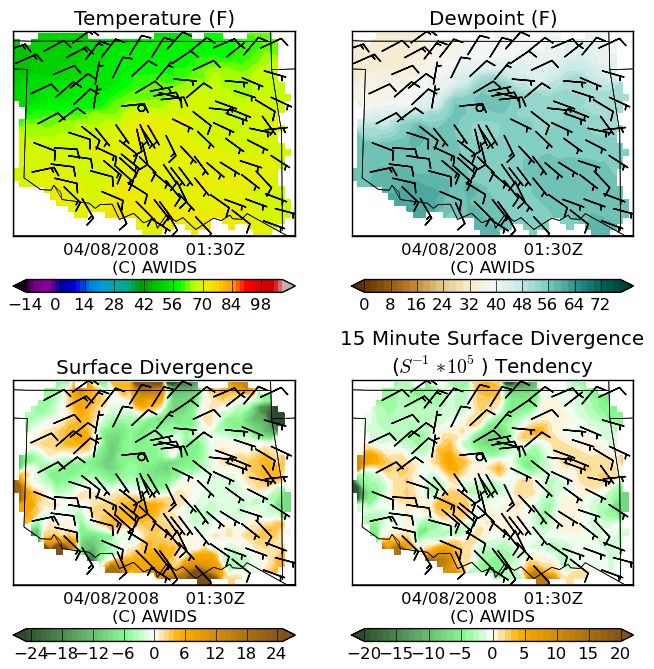 Temperature (F)
Dewpoint (F)
04/08/2008 01:30Z
(C) AWIDS
−14 0 14 28 42 56 70 84 98
04/08/2008 01:30Z
(C) AWIDS
0 8 16 24 32 40 48 56 64 72
Surface Divergence
15 Minute Surface Divergence
(S⁻¹ *10⁵ ) Tendency
04/08/2008 01:30Z
(C) AWIDS
−24 −18 −12 −6 0 6 12 18 24
04/08/2008 01:30Z
(C) AWIDS
−20 −15 −10 −5 0 5 10 15 20